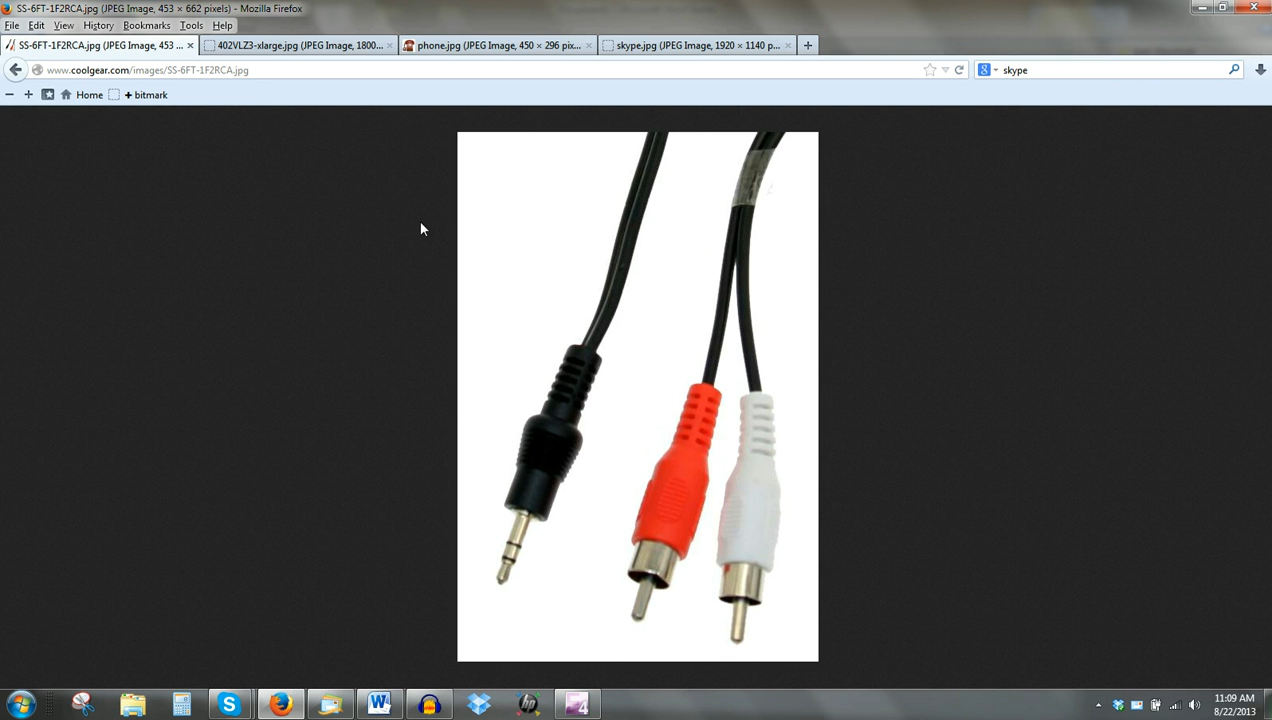 SS-6FT-1F2RCA.jpg (JPEG Image, 453 × 662 pixels) - Mozilla Firefox
File Edit View History Bookmarks Tools Help
SS-6FT-1F2RCA.jpg (JPEG Image, 453 ... 402VLZ3-xlarge.jpg (JPEG Image, 1800... phone.jpg (JPEG Image, 450 × 296 pix... skype.jpg (JPEG Image, 1920 × 1140 p...
www.coolgear.com/images/SS-6FT-1F2RCA.jpg skype
Home + bitmark
11:09 AM
8/22/2013